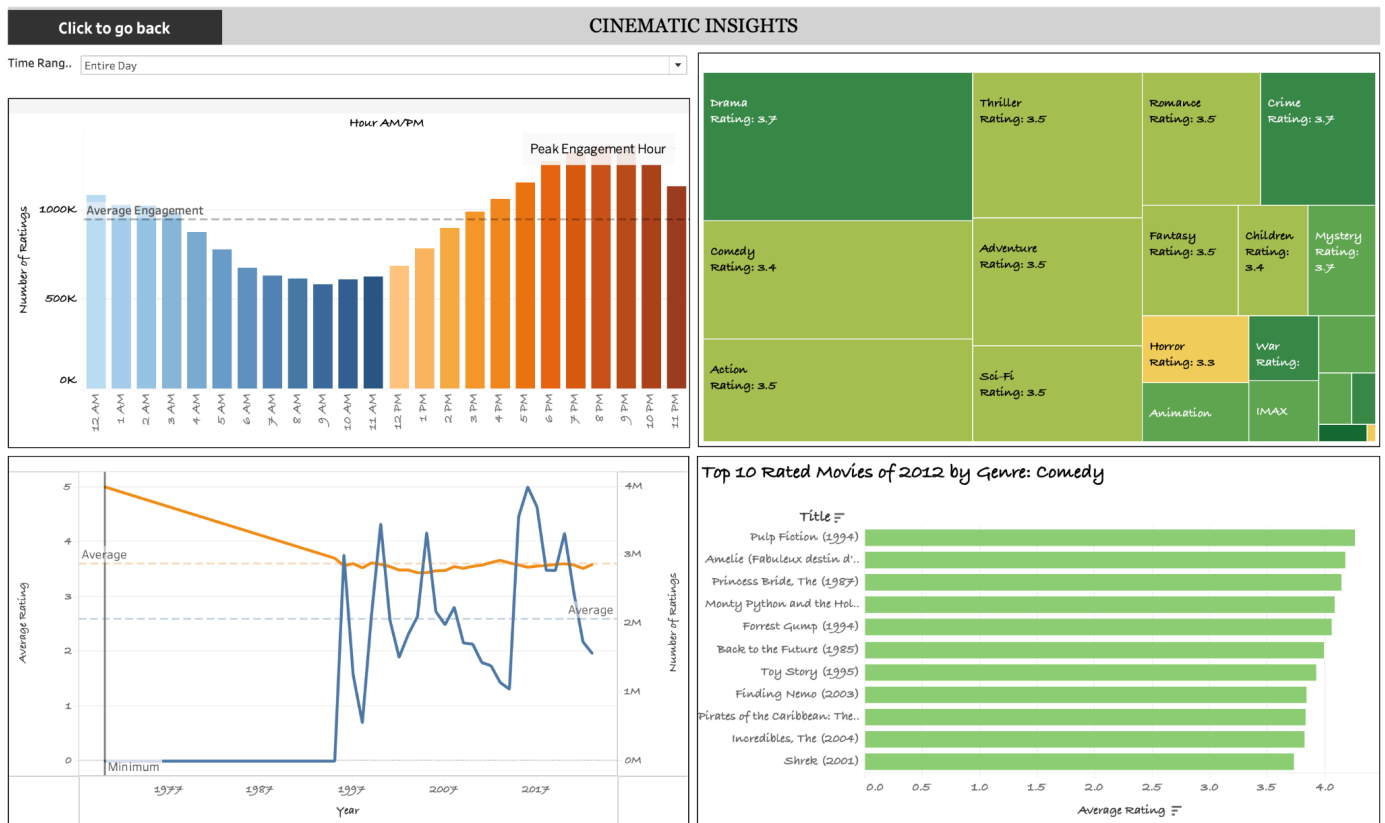 Click to go back
CINEMATIC INSIGHTS
Time Rang..
Entire Day
Hour AM/PM
Peak Engagement Hour
Average Engagement
Number of Ratings
1000K
500K
0K
12 AM
1 AM
2 AM
3 AM
4 AM
5 AM
6 AM
7 AM
8 AM
9 AM
10 AM
11 AM
12 PM
1 PM
2 PM
3 PM
4 PM
5 PM
6 PM
7 PM
8 PM
9 PM
10 PM
11 PM
Drama
Rating: 3.7
Comedy
Rating: 3.4
Action
Rating: 3.5
Thriller
Rating: 3.5
Adventure
Rating: 3.5
Sci-Fi
Rating: 3.5
Romance
Rating: 3.5
Crime
Rating: 3.7
Fantasy
Rating: 3.5
Children
Rating:
3.4
Mystery
Rating:
3.7
Horror
Rating: 3.3
War
Rating:
Animation
IMAX
Average Rating
5
4
3
2
1
0
Average
Average
Minimum
4M
3M
2M
1M
0M
Number of Ratings
1977
1987
1997
2007
2017
Year
Top 10 Rated Movies of 2012 by Genre: Comedy
Title
Pulp Fiction (1994)
Amelie (Fabuleux destin d'..
Princess Bride, The (1987)
Monty Python and the Hol..
Forrest Gump (1994)
Back to the Future (1985)
Toy Story (1995)
Finding Nemo (2003)
Pirates of the Caribbean: The..
Incredibles, The (2004)
Shrek (2001)
0.0
0.5
1.0
1.5
2.0
2.5
3.0
3.5
4.0
Average Rating